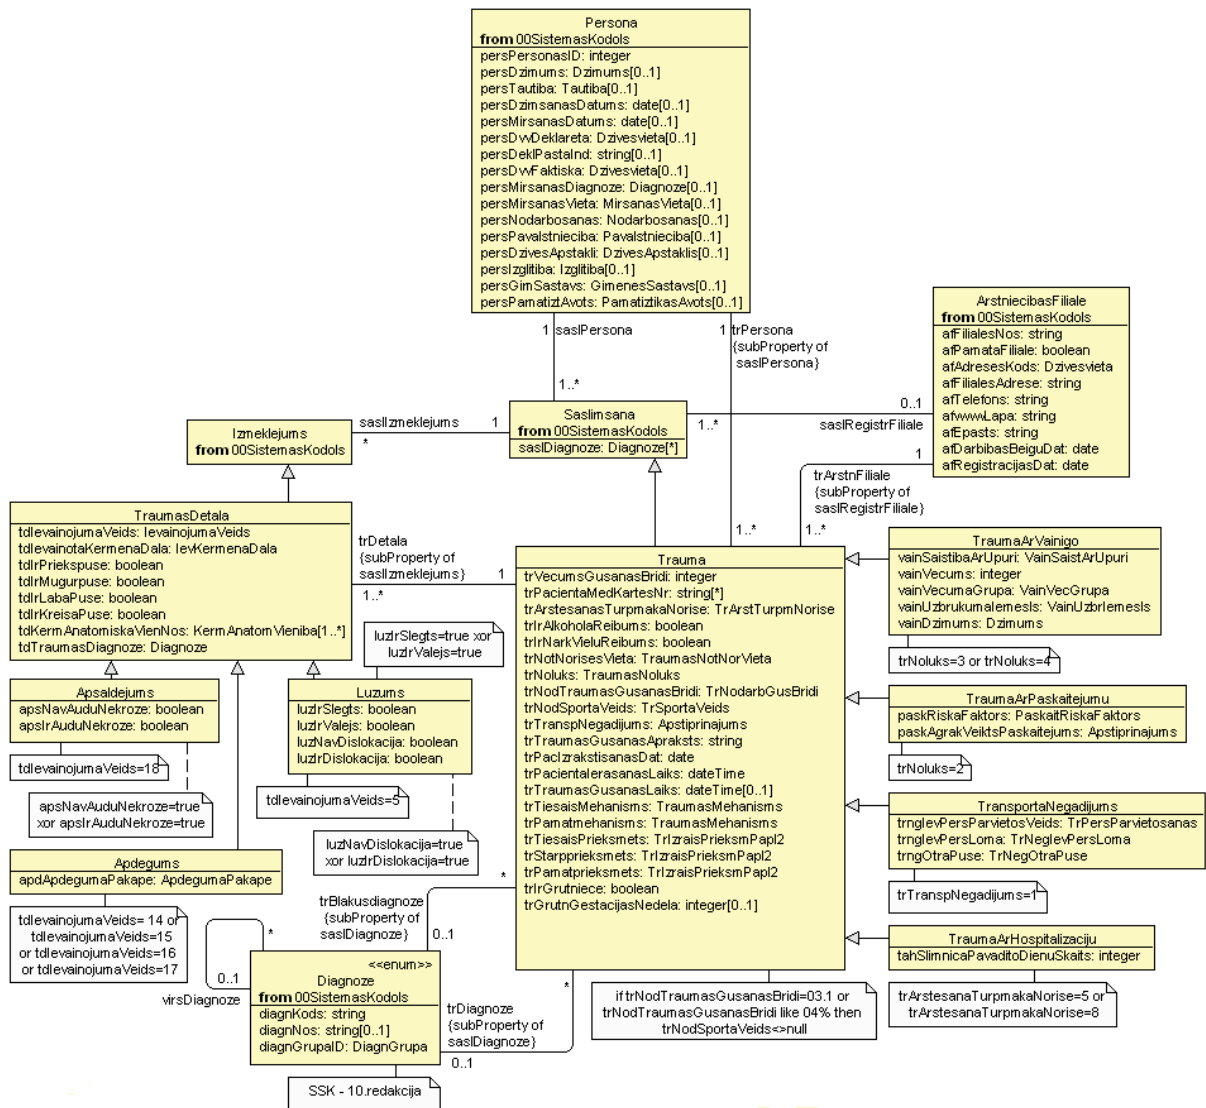 Persona
from 00SistemasKodols
persPersonasID: integer
persDzimums: Dzimums[0..1]
persTautiba: Tautiba[0..1]
persDzimsanasDatums: date[0..1]
persMirsanasDatums: date[0..1]
persDwDeklareta: Dzivesvieta[0..1]
persDeklPastaInd: string[0..1]
persDwFaktiska: Dzivesvieta[0..1]
persMirsanasDiagnoze: Diagnoze[0..1]
persMirsanasVieta: MirsanasVieta[0..1]
persNodarbosanas: Nodarbosanas[0..1]
persPavalstnieciba: Pavalstnieciba[0..1]
persDzivesApstakli: DzivesApstaklis[0..1]
persIzglitiba: Izglitiba[0..1]
persGimSastavs: GimenesSastavs[0..1]
persPamatiztAvots: PamatiztikasAvots[0..1]
1 saslPersona
1..*
1 trPersona
{subProperty of
saslPersona}
1..*
ArstniecibasFiliale
from 00SistemasKodols
afFilialesNos: string
afPamataFiliale: boolean
afAdresesKods: Dzivesvieta
afFilialesAdrese: string
afTelefons: string
afwwwLapa: string
afEpasts: string
afDarbibasBeiguDat: date
afRegistracijasDat: date
0..1
saslRegistrFiliale
1..*
1
trArstnFiliale
{subProperty of
saslRegistrFiliale}
1..*
Saslimsana
from 00SistemasKodols
saslDiagnoze: Diagnoze[*]
saslIzmeklejums 1
*
Izmeklejums
from 00SistemasKodols
TraumasDetala
tdIevainojumaVeids: IevainojumaVeids
tdIevainotaKermenaDala: IevKermenaDala
tdIrPriekspuse: boolean
tdIrMugurpuse: boolean
tdIrLabaPuse: boolean
tdIrKreisaPuse: boolean
tdKermAnatomiskaVienNos: KermAnatomVieniba[1..*]
tdTraumasDiagnoze: Diagnoze
trDetala
{subProperty of
saslIzmeklejums}
1
1..*
luzIrSlegts=true xor
luzIrValejs=true
Trauma
trVecumsGusanasBridi: integer
trPacientaMedKartesNr: string[*]
trArstesanasTurpmakaNorise: TrArstTurpmNorise
trIrAlkoholaReibums: boolean
trIrNarkVieluReibums: boolean
trNotNorisesVieta: TraumasNotNorVieta
trNoluks: TraumasNoluks
trNodTraumasGusanasBridi: TrNodarbGusBridi
trNodSportaVeids: TrSportaVeids
trTranspNegadijums: Apstiprinajums
trTraumasGusanasApraksts: string
trPacIzrakstisanasDat: date
trPacientaIerasanasLaiks: dateTime
trTraumasGusanasLaiks: dateTime[0..1]
trTiesaisMehanisms: TraumasMehanisms
trPamatmehanisms: TraumasMehanisms
trTiesaisPrieksmets: TrIzraisPrieksmPapl2
trStarpprieksmets: TrIzraisPrieksmPapl2
trPamatprieksmets: TrIzraisPrieksmPapl2
trIrGrutniece: boolean
trGrutnGestacijasNedela: integer[0..1]
TraumaArVainigo
vainSaistibaArUpuri: VainSaistArUpuri
vainVecums: integer
vainVecumaGrupa: VainVecGrupa
vainUzbrukumaIemesls: VainUzbrIemesls
vainDzimums: Dzimums
trNoluks=3 or trNoluks=4
TraumaArPaskaitejumu
paskRiskaFaktors: PaskaitRiskaFaktors
paskAgrakVeiktsPaskaitejums: Apstiprinajums
trNoluks=2
TransportaNegadijums
trngIevPersParvietosVeids: TrPersParvietosanas
trngIevPersLoma: TrNegIevPersLoma
trngOtraPuse: TrNegOtraPuse
trTranspNegadijums=1
TraumaArHospitalizaciju
tahSlimnicaPavaditoDienuSkaits: integer
trArstesanaTurpmakaNorise=5 or
trArstesanaTurpmakaNorise=8
Apsaldejums
apsNavAuduNekroze: boolean
apsIrAuduNekroze: boolean
tdIevainojumaVeids=18
apsNavAuduNekroze=true
xor apsIrAuduNekroze=true
Luzums
luzIrSlegts: boolean
luzIrValejs: boolean
luzNavDislokacija: boolean
luzIrDislokacija: boolean
tdIevainojumaVeids=5
luzNavDislokacija=true
xor luzIrDislokacija=true
Apdegums
apdApdegumaPakape: ApdegumaPakape
tdIevainojumaVeids= 14 or
tdIevainojumaVeids=15
or tdIevainojumaVeids=16
or tdIevainojumaVeids=17
*
0..1
virsDiagnoze
trBlakusdiagnoze
{subProperty of
saslDiagnoze}
*
0..1
<<enum>>
Diagnoze
from 00SistemasKodols
diagnKods: string
diagnNos: string[0..1]
diagnGrupaID: DiagnGrupa
trDiagnoze
{subProperty of
saslDiagnoze}
*
0..1
SSK - 10.redakcija
if trNodTraumasGusanasBridi=03.1 or
trNodTraumasGusanasBridi like 04% then
trNodSportaVeids<>null